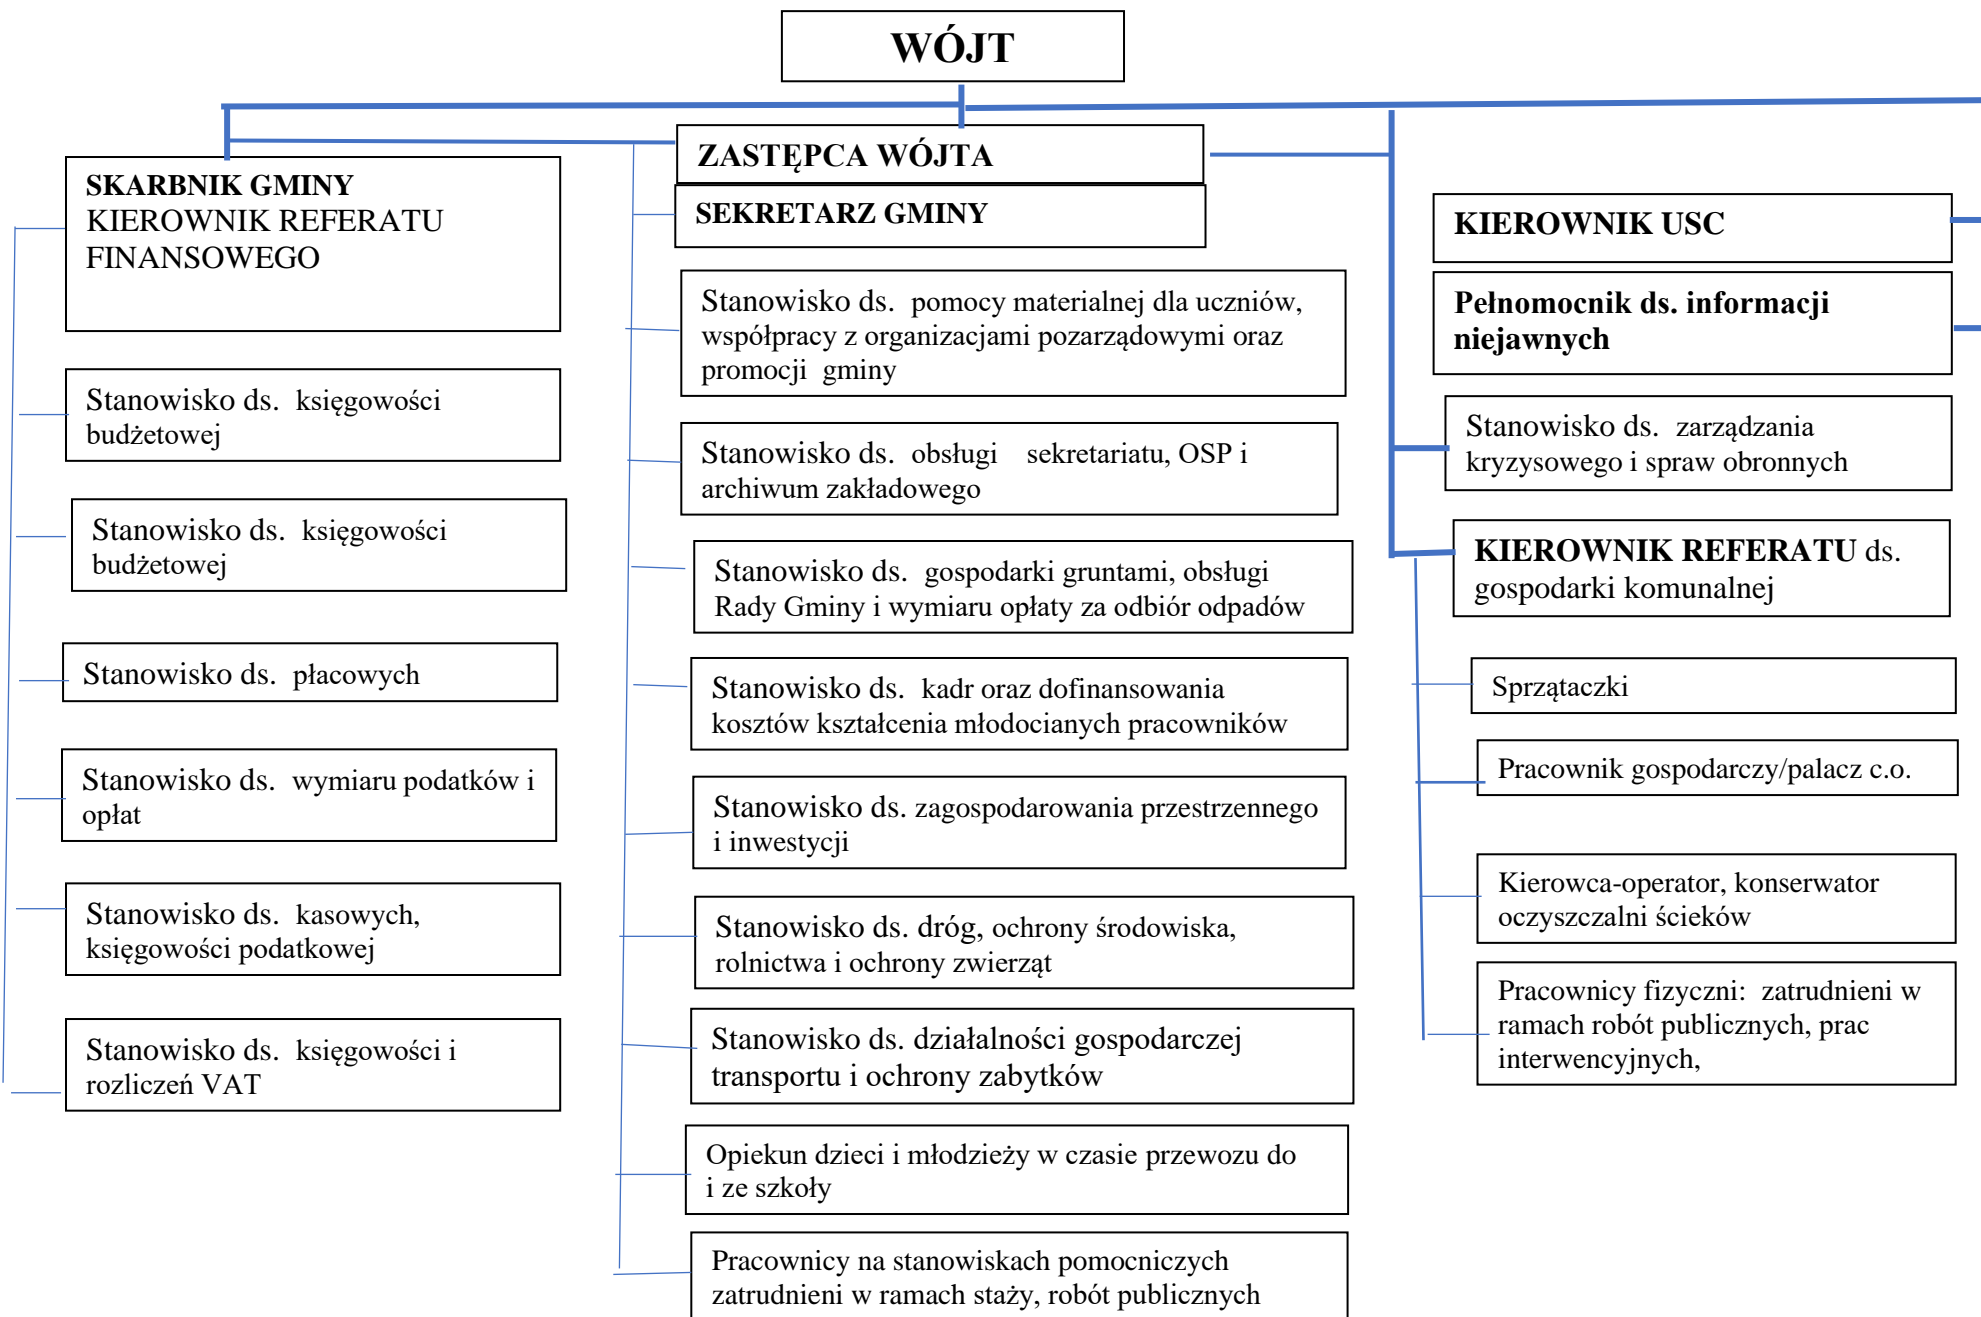 WÓJT
SKARBNIK GMINY
KIEROWNIK REFERATU
FINANSOWEGO
Stanowisko ds. księgowości
budżetowej
Stanowisko ds. księgowości
budżetowej
Stanowisko ds. płacowych
Stanowisko ds. wymiaru podatków i
opłat
Stanowisko ds. kasowych,
księgowości podatkowej
Stanowisko ds. księgowości i
rozliczeń VAT
ZASTĘPCA WÓJTA
SEKRETARZ GMINY
Stanowisko ds. pomocy materialnej dla uczniów,
współpracy z organizacjami pozarządowymi oraz
promocji gminy
Stanowisko ds. obsługi sekretariatu, OSP i
archiwum zakładowego
Stanowisko ds. gospodarki gruntami, obsługi
Rady Gminy i wymiaru opłaty za odbiór odpadów
Stanowisko ds. kadr oraz dofinansowania
kosztów kształcenia młodocianych pracowników
Stanowisko ds. zagospodarowania przestrzennego
i inwestycji
Stanowisko ds. dróg, ochrony środowiska,
rolnictwa i ochrony zwierząt
Stanowisko ds. działalności gospodarczej
transportu i ochrony zabytków
Opiekun dzieci i młodzieży w czasie przewozu do
i ze szkoły
Pracownicy na stanowiskach pomocniczych
zatrudnieni w ramach staży, robót publicznych
KIEROWNIK USC
Pełnomocnik ds. informacji
niejawnych
Stanowisko ds. zarządzania
kryzysowego i spraw obronnych
KIEROWNIK REFERATU ds.
gospodarki komunalnej
Sprzątaczki
Pracownik gospodarczy/palacz c.o.
Kierowca-operator, konserwator
oczyszczalni ścieków
Pracownicy fizyczni: zatrudnieni w
ramach robót publicznych, prac
interwencyjnych,